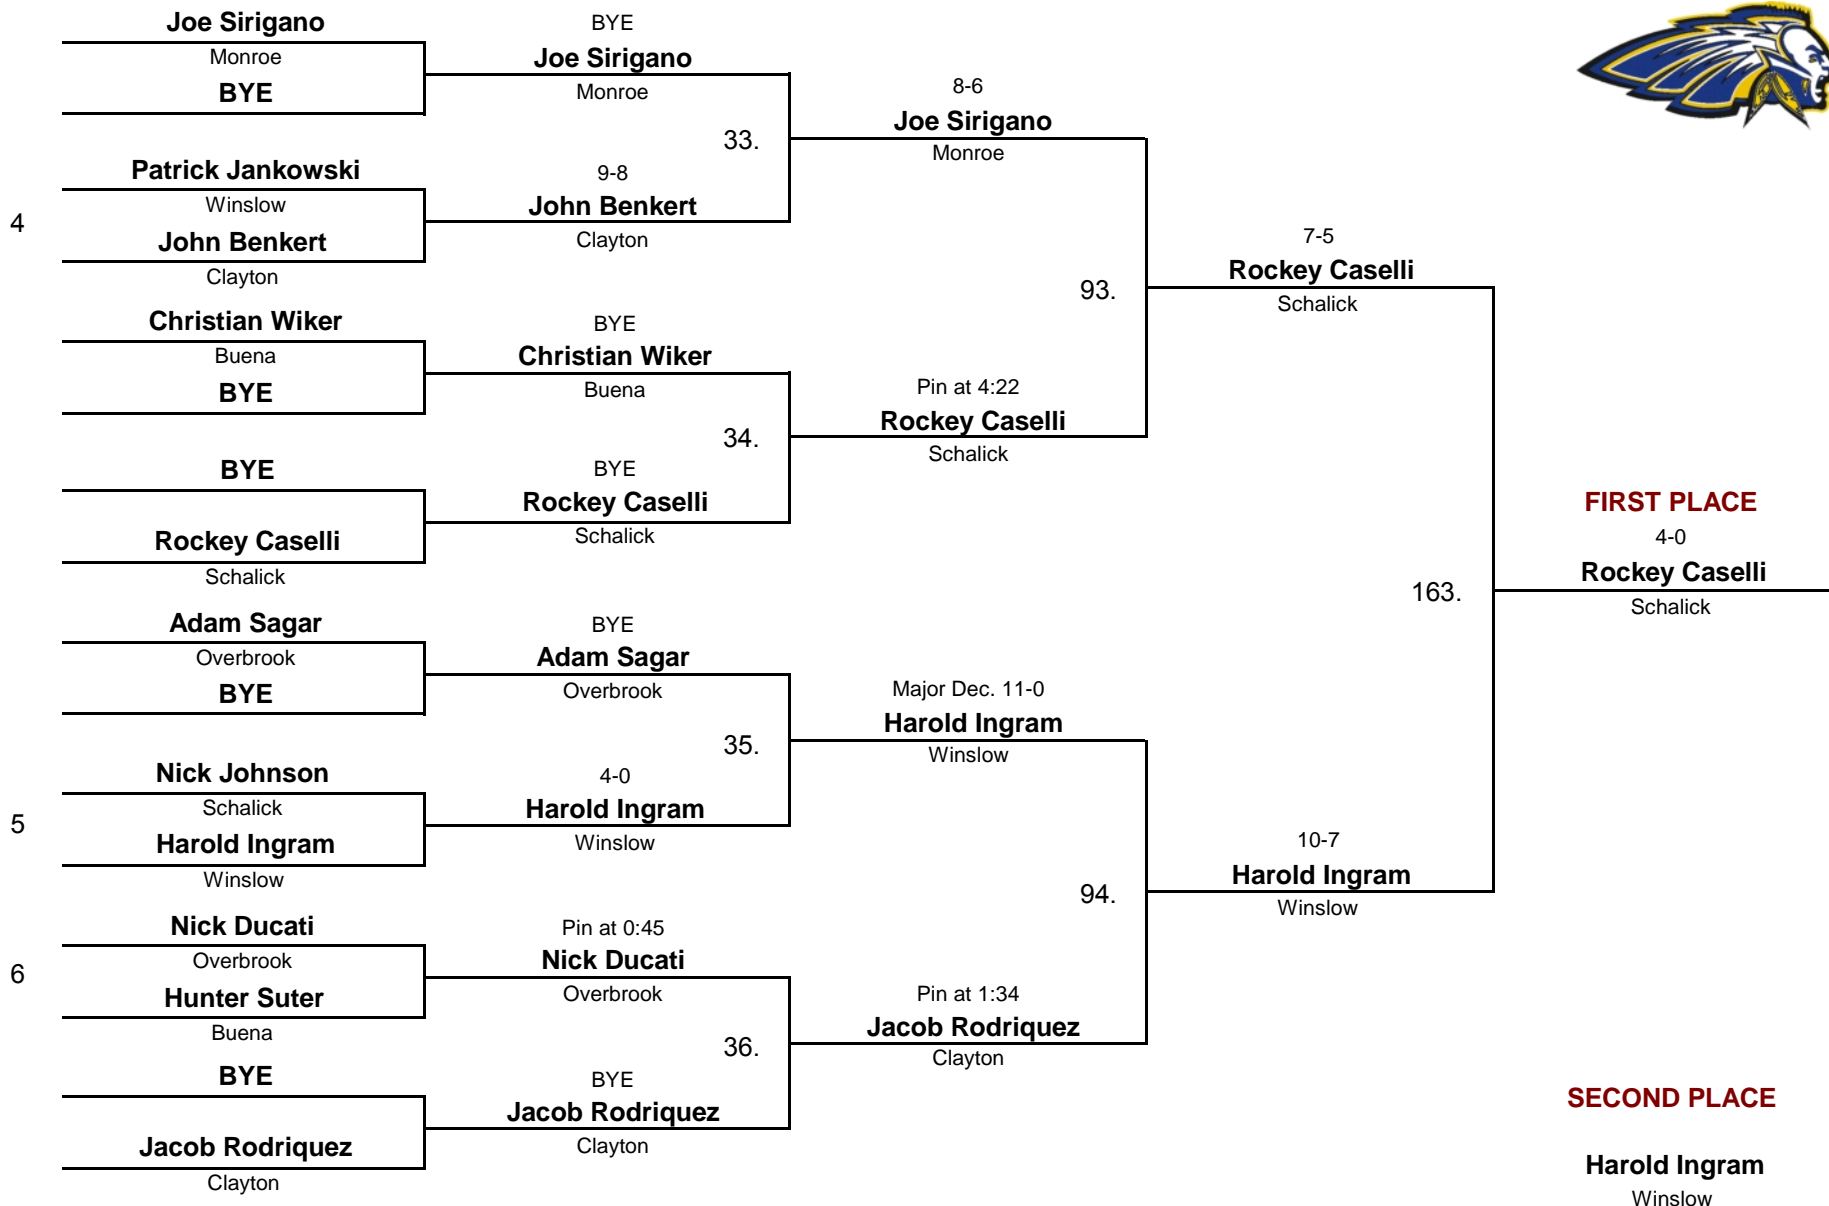 Joe Sirigano
Monroe
BYE
4
Patrick Jankowski
Winslow
John Benkert
Clayton
Christian Wiker
Buena
BYE
BYE
Rockey Caselli
Schalick
Adam Sagar
Overbrook
BYE
5
Nick Johnson
Schalick
Harold Ingram
Winslow
6
Nick Ducati
Overbrook
Hunter Suter
Buena
BYE
Jacob Rodriquez
Clayton
BYE
Joe Sirigano
Monroe
33.
9-8
John Benkert
Clayton
BYE
Christian Wiker
Buena
34.
BYE
Rockey Caselli
Schalick
BYE
Adam Sagar
Overbrook
35.
4-0
Harold Ingram
Winslow
Pin at 0:45
Nick Ducati
Overbrook
36.
BYE
Jacob Rodriquez
Clayton
8-6
Joe Sirigano
Monroe
93.
Pin at 4:22
Rockey Caselli
Schalick
Major Dec. 11-0
Harold Ingram
Winslow
94.
Pin at 1:34
Jacob Rodriquez
Clayton
7-5
Rockey Caselli
Schalick
163.
10-7
Harold Ingram
Winslow
FIRST PLACE
4-0
Rockey Caselli
Schalick
SECOND PLACE
Harold Ingram
Winslow